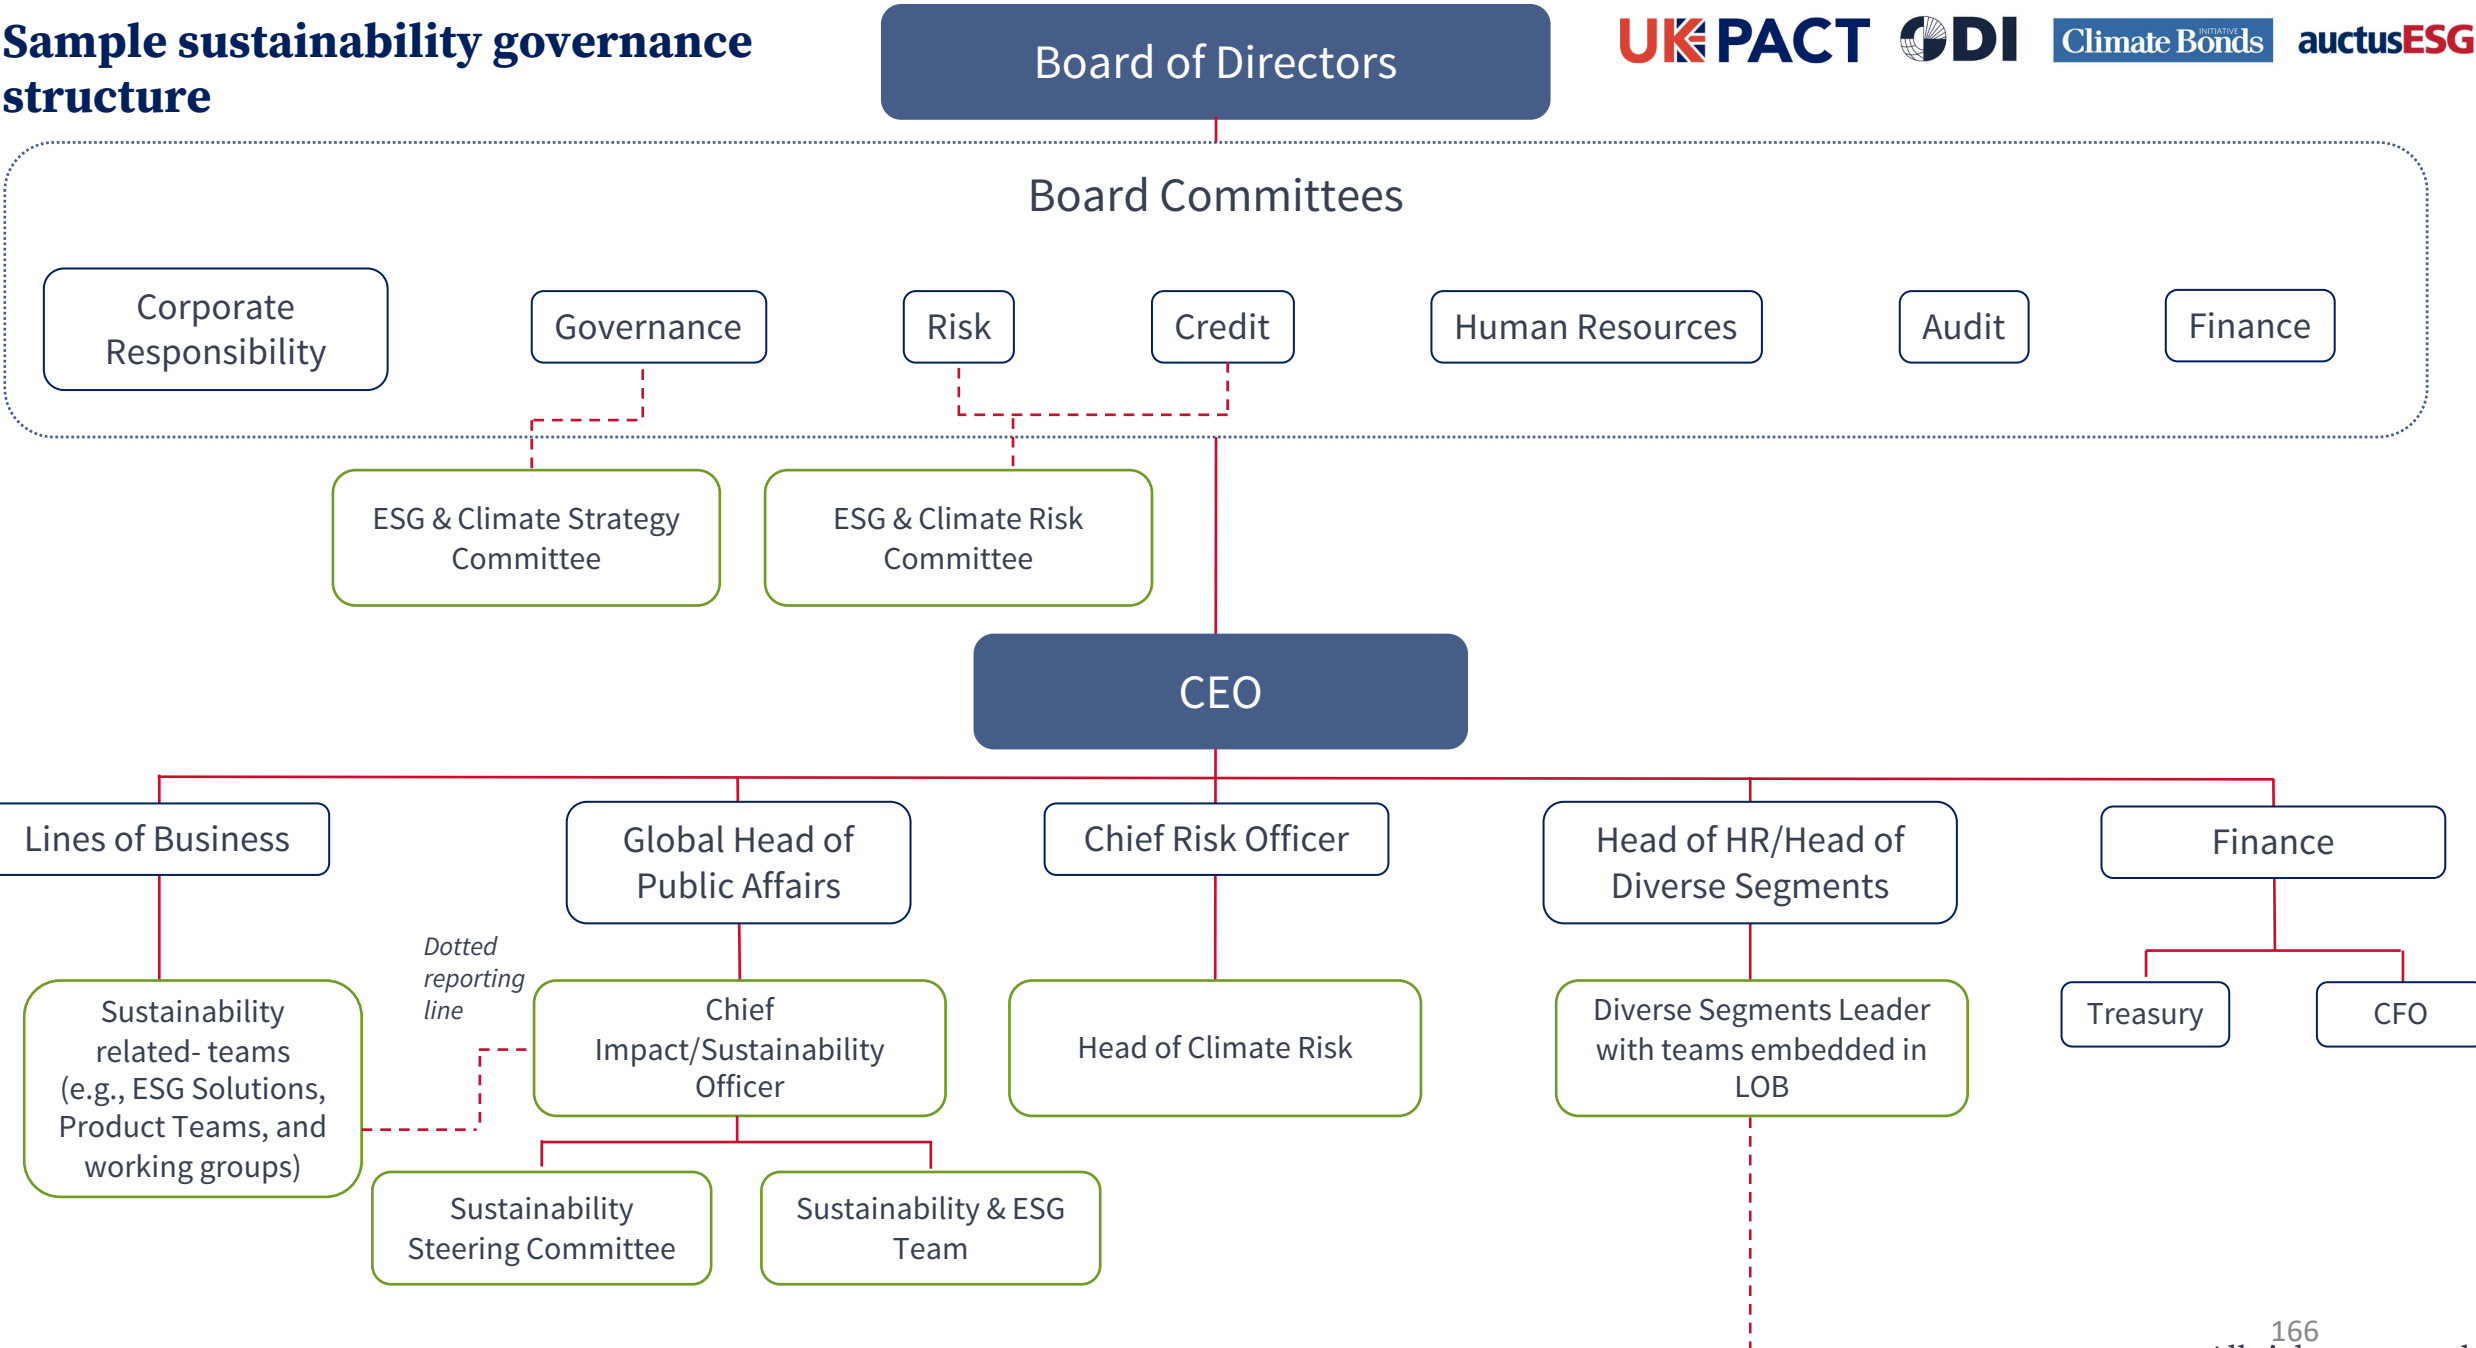 Sample sustainability governance
structure
Board of Directors
UK PACT
ODI
Climate Bonds
INITIATIVE
auctusESG
Board Committees
Corporate
Responsibility
Governance
Risk
Credit
Human Resources
Audit
Finance
ESG & Climate Strategy
Committee
ESG & Climate Risk
Committee
CEO
Lines of Business
Global Head of
Public Affairs
Chief Risk Officer
Head of HR/Head of
Diverse Segments
Finance
Dotted
reporting
line
Sustainability
related- teams
(e.g., ESG Solutions,
Product Teams, and
working groups)
Chief
Impact/Sustainability
Officer
Head of Climate Risk
Diverse Segments Leader
with teams embedded in
LOB
Treasury
CFO
Sustainability
Steering Committee
Sustainability & ESG
Team
166